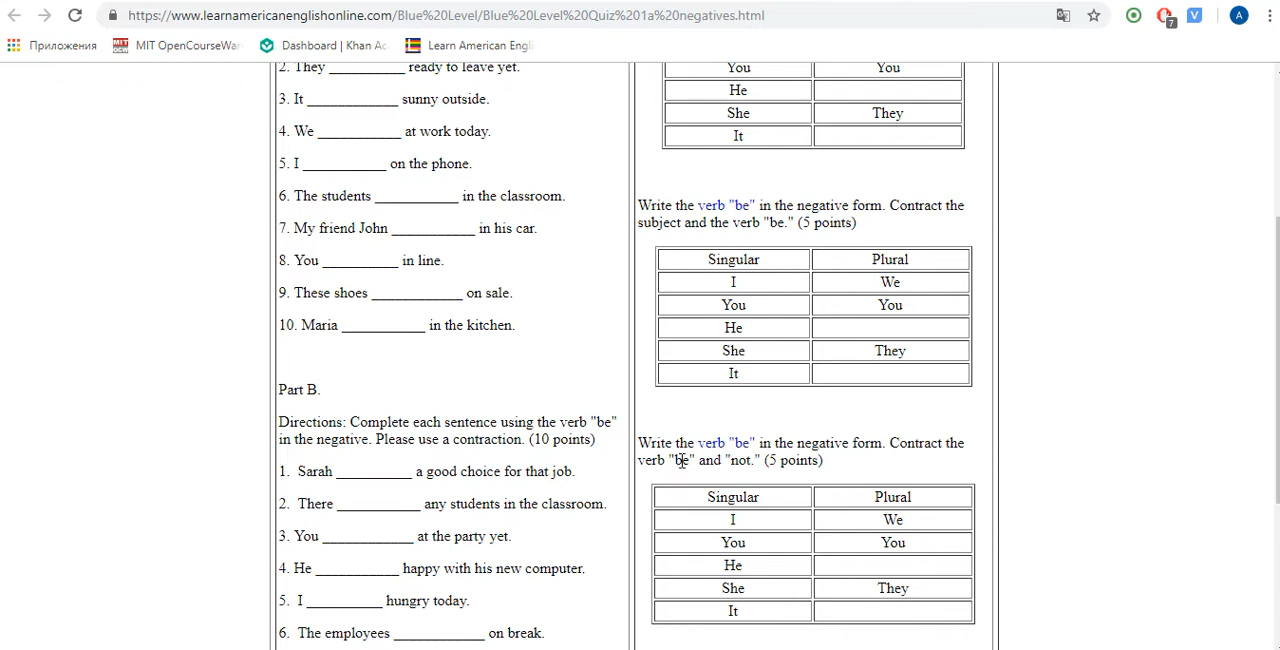 https://www.learnamericanenglishonline.com/Blue%20Level/Blue%20Level%20Quiz%201a%20negatives.html
7
V
A
Приложения
MIT OpenCourseWar
Dashboard | Khan Ac
Learn American Engli
2. They __________ ready to leave yet.
3. It ____________ sunny outside.
4. We ___________ at work today.
5. I ___________ on the phone.
6. The students ___________ in the classroom.
7. My friend John ___________ in his car.
8. You __________ in line.
9. These shoes ____________ on sale.
10. Maria ___________ in the kitchen.
Part B.
Directions: Complete each sentence using the verb "be"
in the negative. Please use a contraction. (10 points)
1. Sarah __________ a good choice for that job.
2. There ___________ any students in the classroom.
3. You ____________ at the party yet.
4. He ___________ happy with his new computer.
5. I __________ hungry today.
6. The employees ____________ on break.
You You
He
She They
It
Write the verb "be" in the negative form. Contract the
subject and the verb "be." (5 points)
Singular Plural
I We
You You
He
She They
It
Write the verb "be" in the negative form. Contract the
verb "be" and "not." (5 points)
Singular Plural
I We
You You
He
She They
It